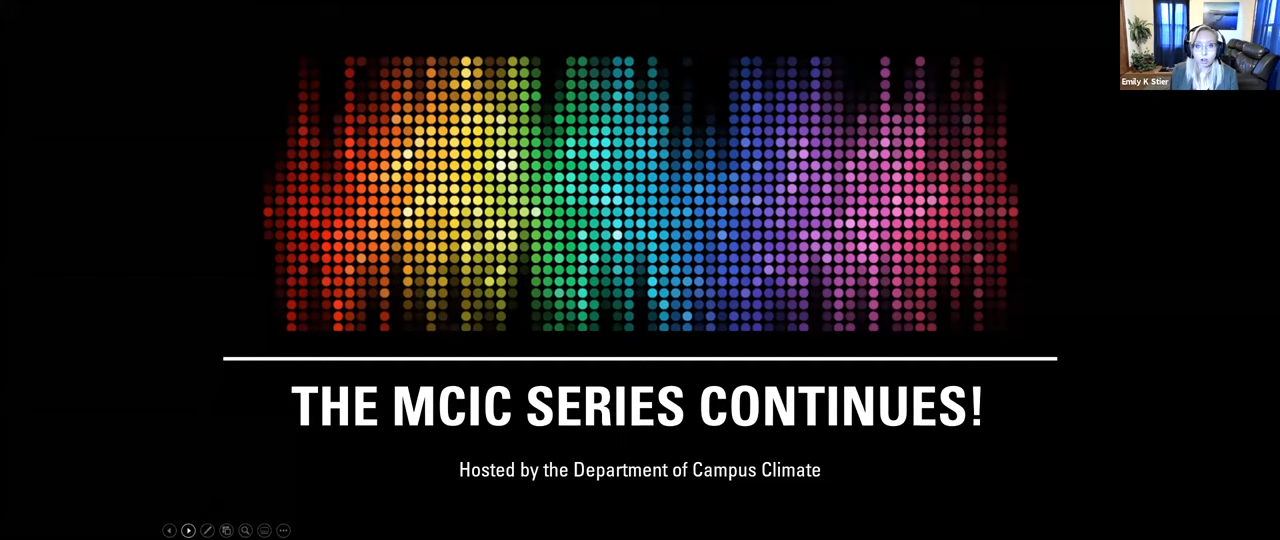 Emily K Stier
THE MCIC SERIES CONTINUES!
Hosted by the Department of Campus Climate